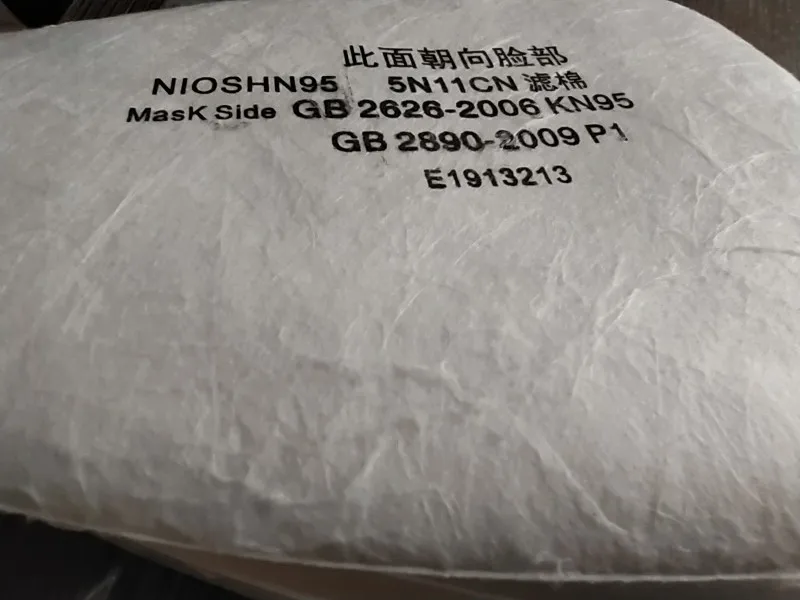 此面朝向脸部
NIOSHN95 5N11CN 滤棉
MasK Side GB 2626-2006 KN95
GB 2890-2009 P1
E1913213